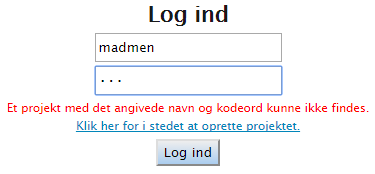 Log ind
madmen
...
Et projekt med det angivede navn og kodeord kunne ikke findes.
Klik her for i stedet at oprette projektet.
Log ind